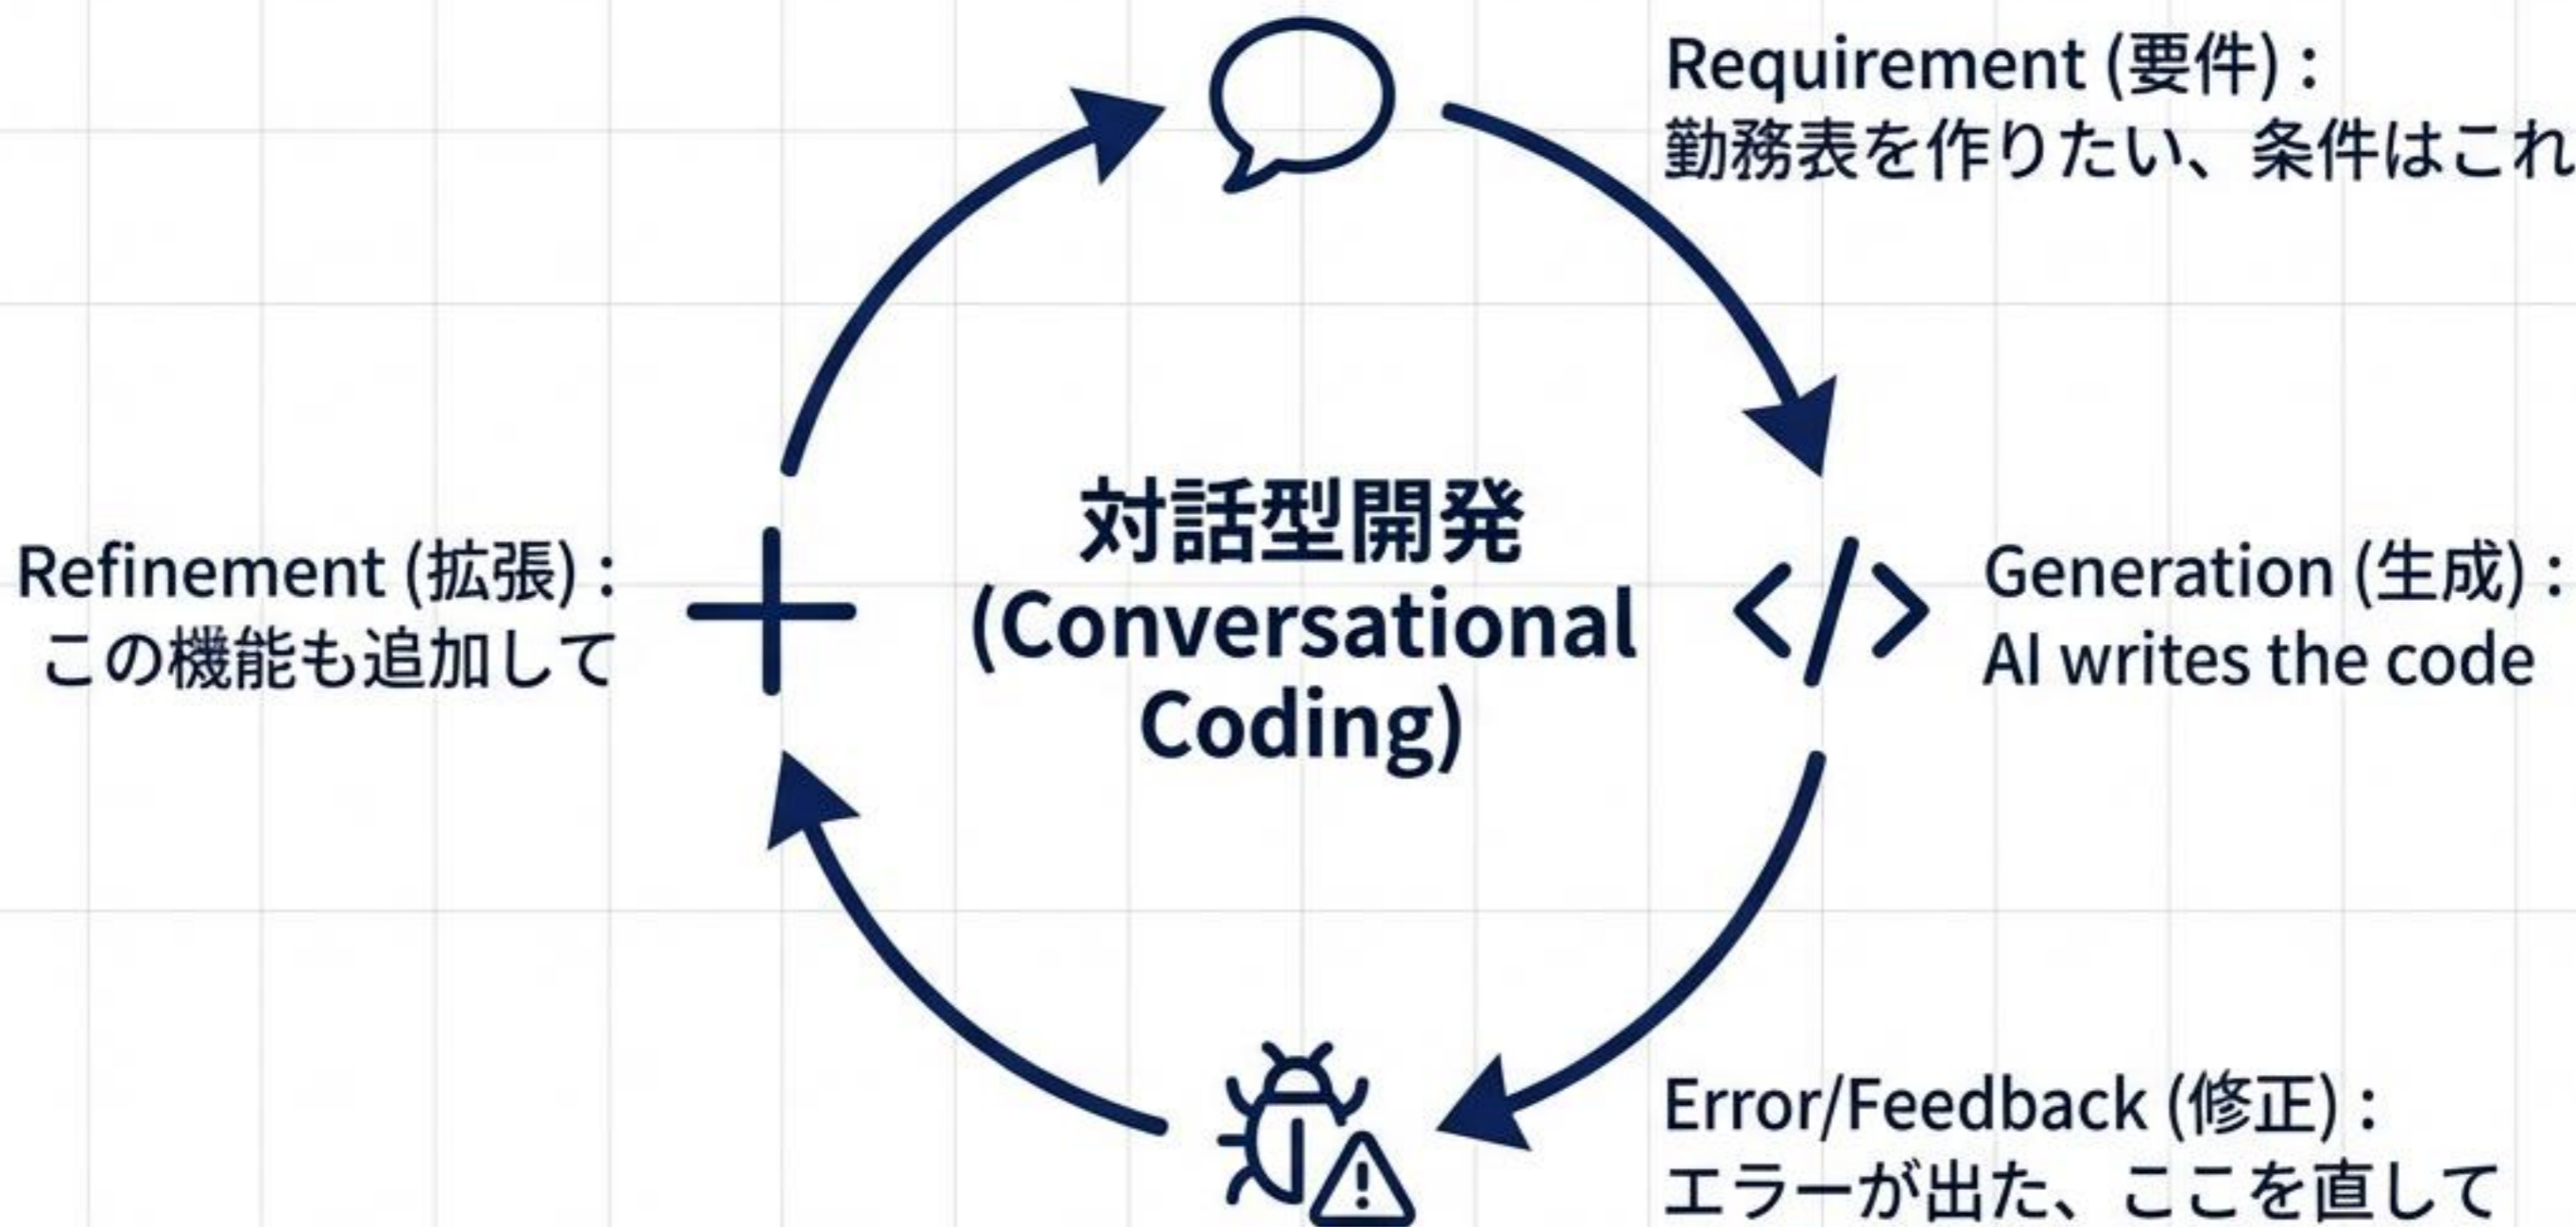 Requirement (要件) :
勤務表を作りたい、条件はこれ
対話型開発
(Conversational
Coding)
Refinement (拡張) :
この機能も追加して
Generation (生成) :
AI writes the code
Error/Feedback (修正) :
エラーが出た、ここを直して